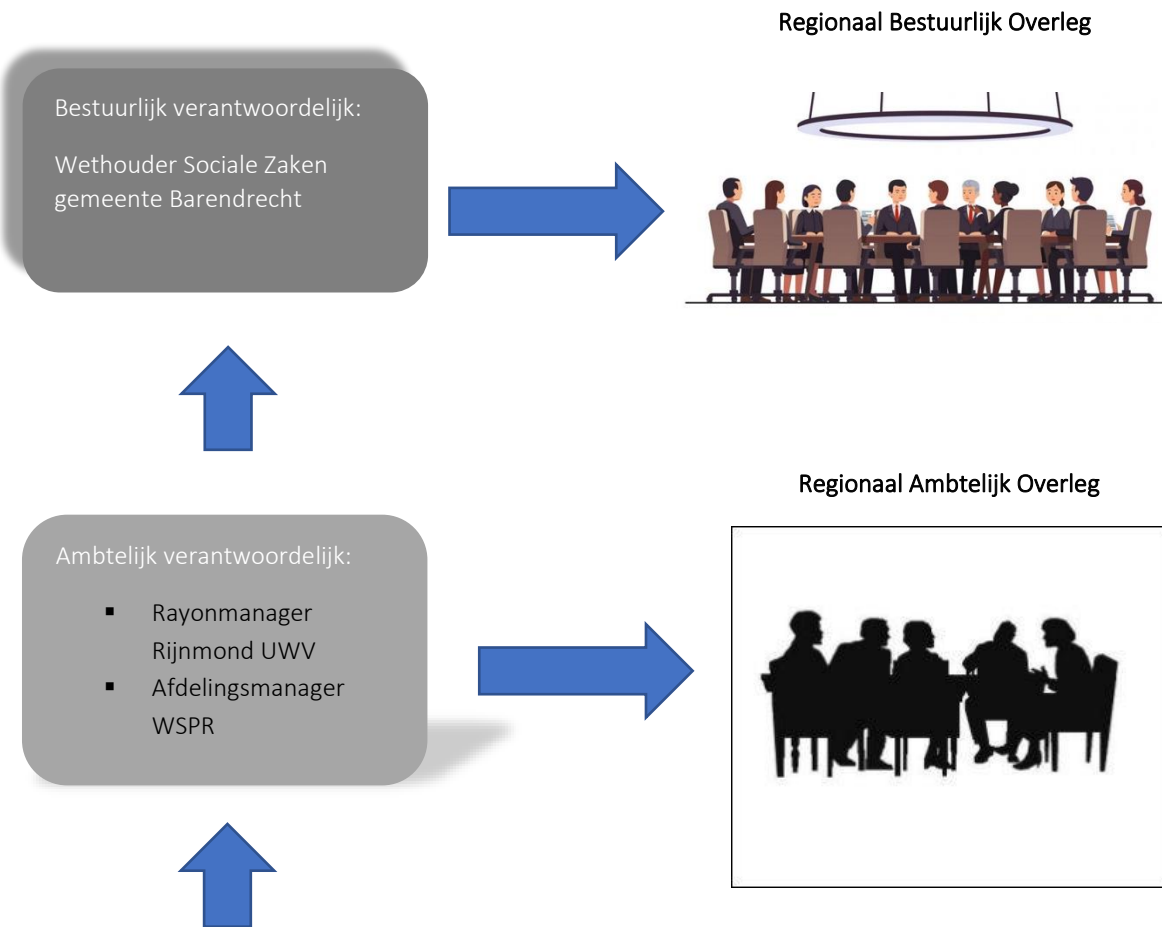 Regionaal Bestuurlijk Overleg
Bestuurlijk verantwoordelijk:
Wethouder Sociale Zaken
gemeente Barendrecht
Regionaal Ambtelijk Overleg
Ambtelijk verantwoordelijk:
▪ Rayonmanager
Rijnmond UWV
▪ Afdelingsmanager
WSPR